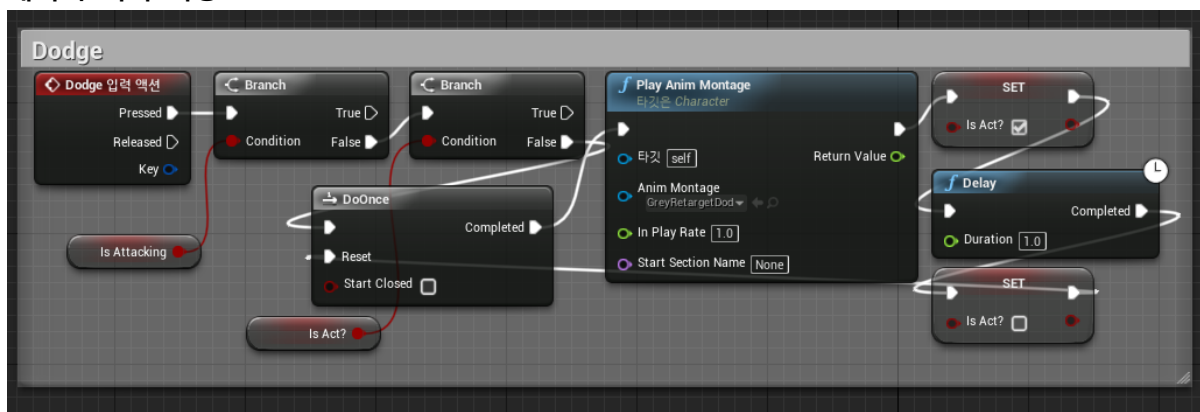 Dodge
Dodge 입력 액션
Pressed
Released
Key
Branch
True
Condition
False
Branch
True
Condition
False
Is Attacking
DoOnce
Completed
Reset
Start Closed
Is Act?
Play Anim Montage
타깃은 Character
타깃 self
Return Value
Anim Montage
GreyRetargetDod
In Play Rate 1.0
Start Section Name None
SET
Is Act?
Delay
Completed
Duration 1.0
SET
Is Act?